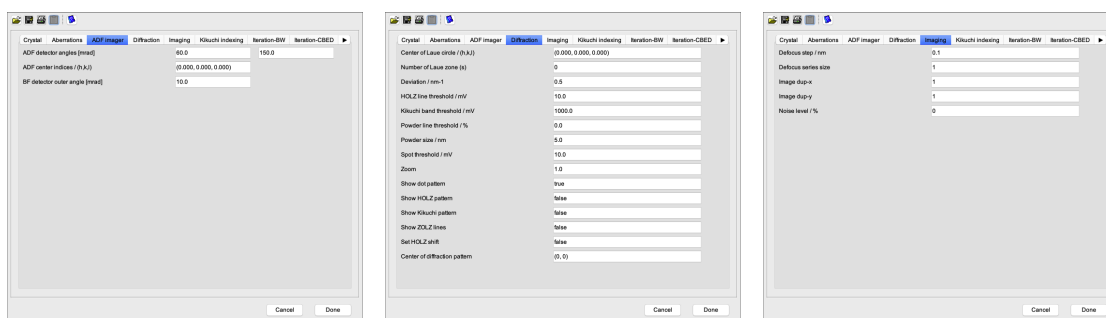 Crystal Aberrations ADF imager Diffraction Imaging Kikuchi indexing Iteration-BW Iteration-CBED
ADF detector angles [mrad] 60.0 150.0
ADF center indices / (h,k,l) (0.000, 0.000, 0.000)
BF detector outer angle [mrad] 10.0
Cancel Done
Crystal Aberrations ADF imager Diffraction Imaging Kikuchi indexing Iteration-BW Iteration-CBED
Center of Laue circle / (h,k,l) (0.000, 0.000, 0.000)
Number of Laue zone (s) 0
Deviation / nm-1 0.5
HOLZ line threshold / mV 10.0
Kikuchi band threshold / mV 1000.0
Powder line threshold / % 0.0
Powder size / nm 5.0
Spot threshold / mV 10.0
Zoom 1.0
Show dot pattern true
Show HOLZ pattern false
Show Kikuchi pattern false
Show ZOLZ lines false
Set HOLZ shift false
Center of diffraction pattern (0, 0)
Cancel Done
Crystal Aberrations ADF imager Diffraction Imaging Kikuchi indexing Iteration-BW Iteration-CBED
Defocus step / nm 0.1
Defocus series size 1
Image dup-x 1
Image dup-y 1
Noise level / % 0
Cancel Done